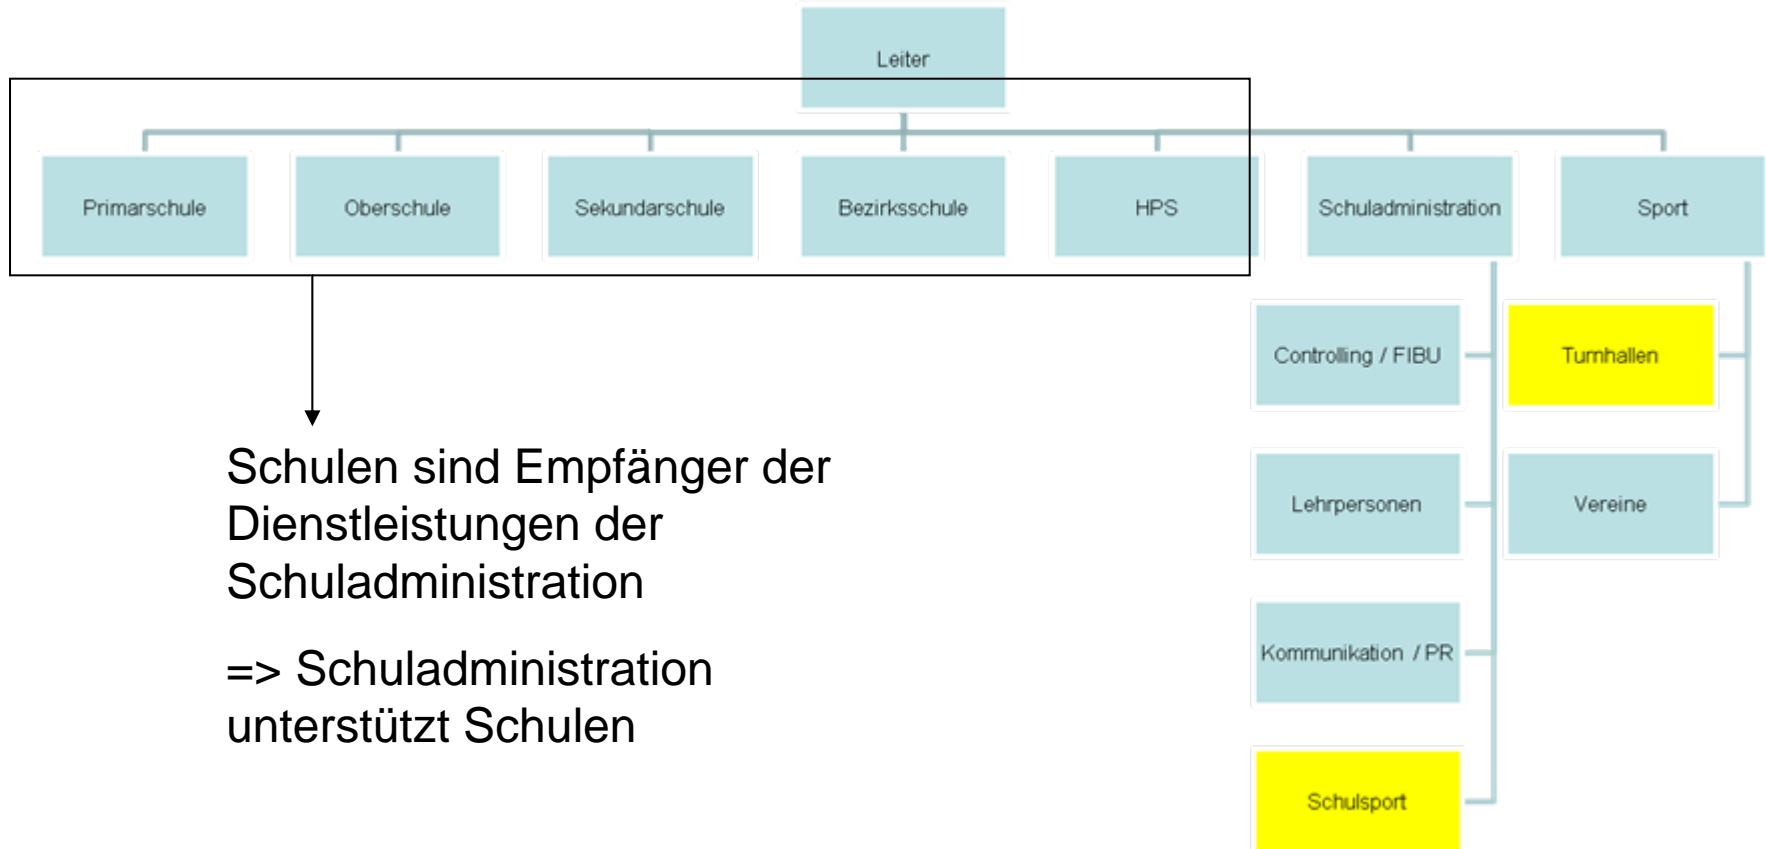 Leiter
Primarschule
Oberschule
Sekundarschule
Bezirksschule
HPS
Schuladministration
Sport
Controlling / FIBU
Turnhallen
Lehrpersonen
Vereine
Kommunikation / PR
Schulsport
Schulen sind Empfänger der
Dienstleistungen der
Schuladministration
=> Schuladministration
unterstützt Schulen